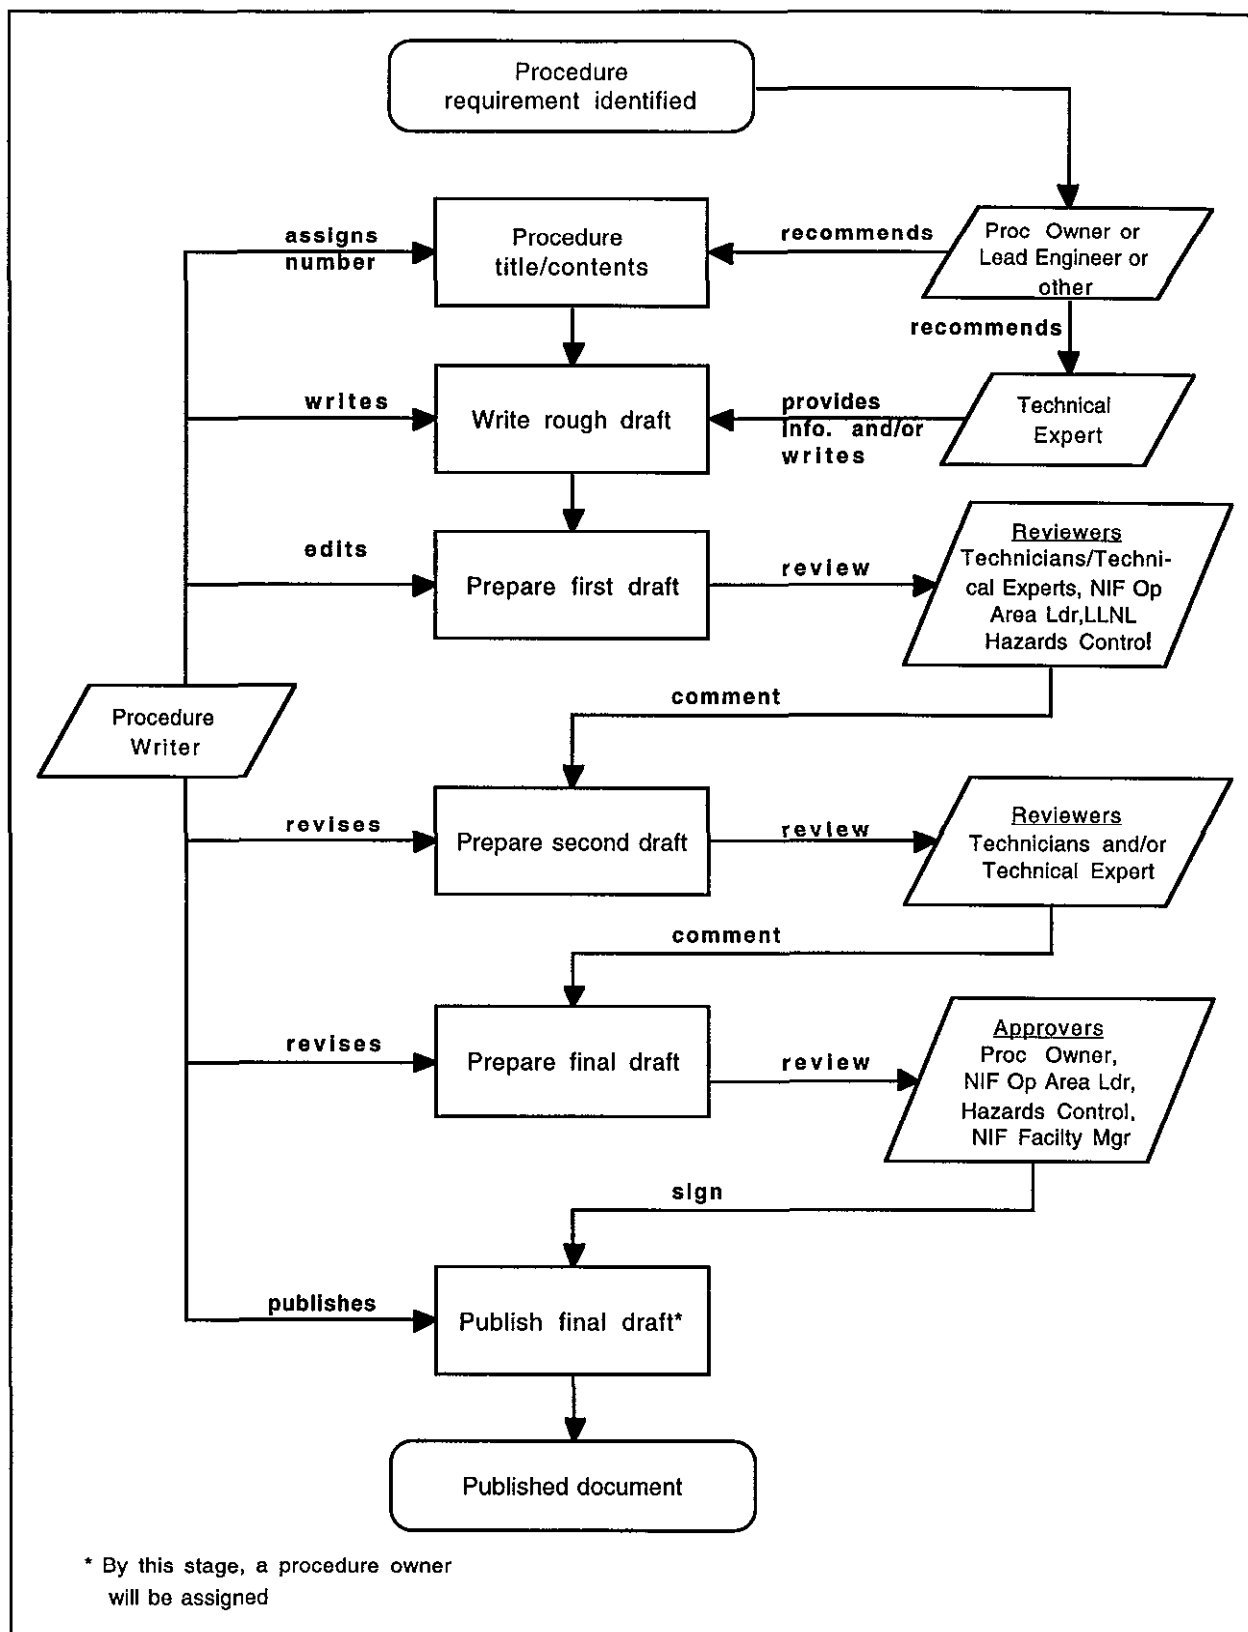 Procedure
requirement identified
assigns
number
Procedure
title/contents
recommends
Proc Owner or
Lead Engineer or
other
recommends
writes
Write rough draft
provides
info. and/or
writes
Technical
Expert
edits
Prepare first draft
review
Reviewers
Technicians/Techni-
cal Experts, NIF Op
Area Ldr,LLNL
Hazards Control
comment
Procedure
Writer
revises
Prepare second draft
review
Reviewers
Technicians and/or
Technical Expert
comment
revises
Prepare final draft
review
Approvers
Proc Owner,
NIF Op Area Ldr,
Hazards Control,
NIF Facilty Mgr
sign
publishes
Publish final draft*
Published document
* By this stage, a procedure owner
will be assigned